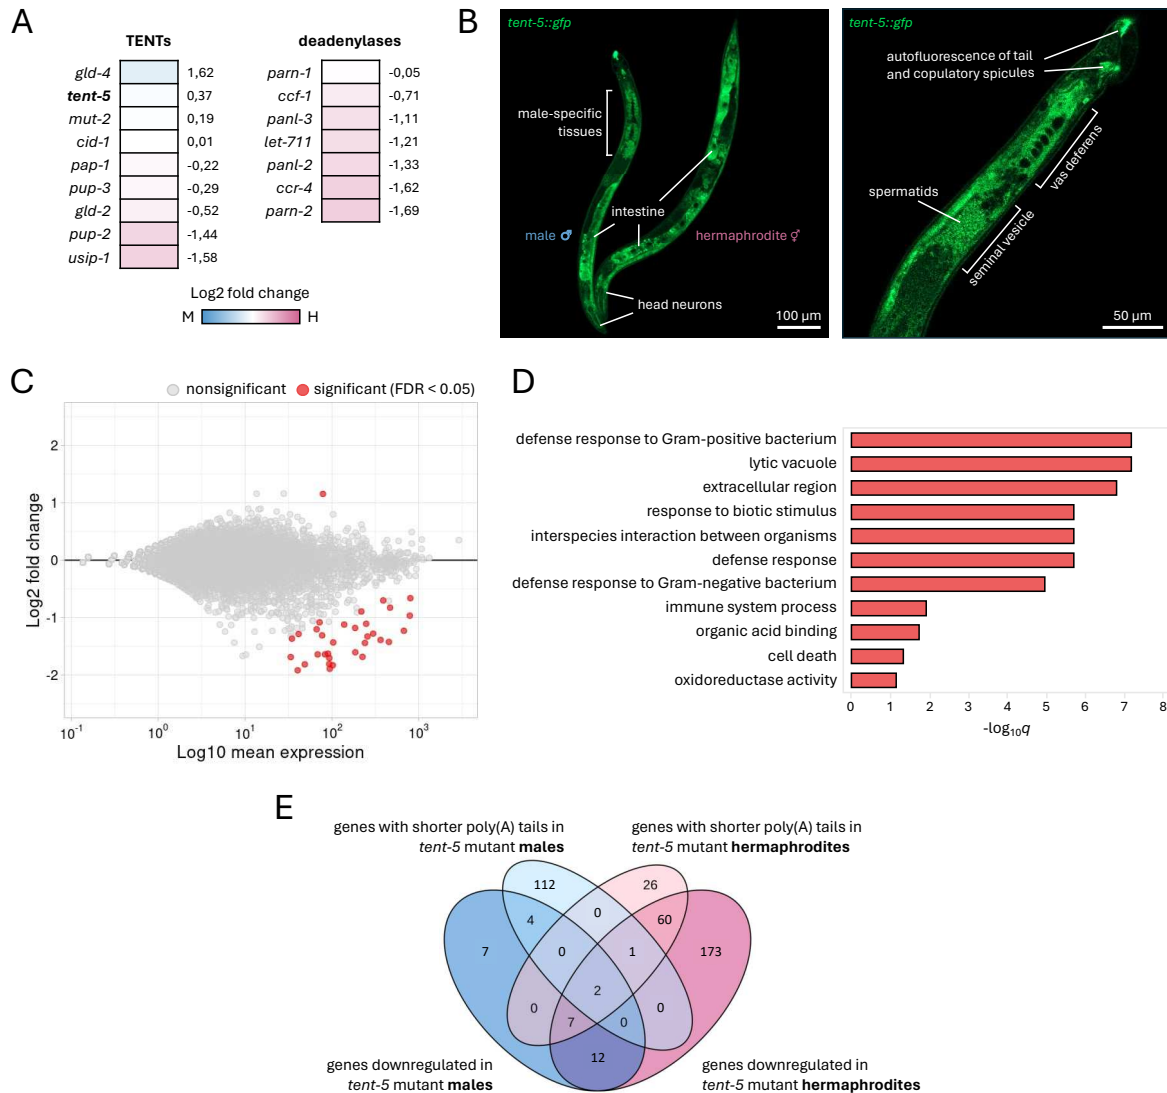 A
TENTs
gld-4 1,62
tent-5 0,37
mut-2 0,19
cid-1 0,01
pap-1 -0,22
pup-3 -0,29
gld-2 -0,52
pup-2 -1,44
usip-1 -1,58
deadenylases
parn-1 -0,05
ccf-1 -0,71
panl-3 -1,11
let-711 -1,21
panl-2 -1,33
ccr-4 -1,62
parn-2 -1,69
Log2 fold change
M H
B
tent-5::gfp
male-specific
tissues
intestine
male ♂
hermaphrodite ⚥
head neurons
100 µm
tent-5::gfp
autofluorescence of tail
and copulatory spicules
vas deferens
spermatids
seminal vesicle
50 µm
C
nonsignificant significant (FDR < 0.05)
Log2 fold change
2
1
0
-1
-2
10-1 100 101 102 103
Log10 mean expression
D
defense response to Gram-positive bacterium
lytic vacuole
extracellular region
response to biotic stimulus
interspecies interaction between organisms
defense response
defense response to Gram-negative bacterium
immune system process
organic acid binding
cell death
oxidoreductase activity
0 1 2 3 4 5 6 7 8
-log10q
E
genes with shorter poly(A) tails in
tent-5 mutant males
genes with shorter poly(A) tails in
tent-5 mutant hermaphrodites
112
26
4
0
60
7
0
1
173
2
0
0
7
0
12
genes downregulated in
tent-5 mutant males
genes downregulated in
tent-5 mutant hermaphrodites